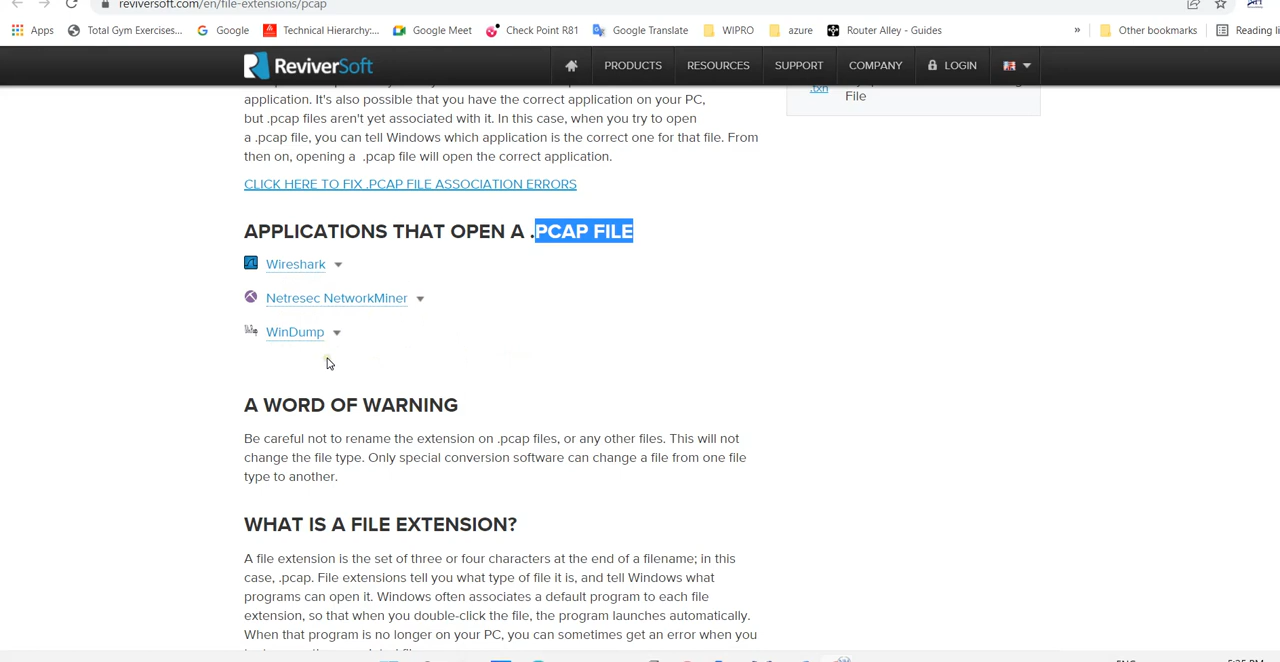 reviversoft.com/en/file-extensions/pcap
Apps Total Gym Exercises... Google Technical Hierarchy:... Google Meet Check Point R81 Google Translate WIPRO azure Router Alley - Guides » Other bookmarks Reading li
ReviverSoft PRODUCTS RESOURCES SUPPORT COMPANY LOGIN
application. It's also possible that you have the correct application on your PC,
but .pcap files aren't yet associated with it. In this case, when you try to open
a .pcap file, you can tell Windows which application is the correct one for that file. From
then on, opening a .pcap file will open the correct application.
.txn
File
CLICK HERE TO FIX .PCAP FILE ASSOCIATION ERRORS
APPLICATIONS THAT OPEN A .PCAP FILE
Wireshark
Netresec NetworkMiner
WinDump
A WORD OF WARNING
Be careful not to rename the extension on .pcap files, or any other files. This will not
change the file type. Only special conversion software can change a file from one file
type to another.
WHAT IS A FILE EXTENSION?
A file extension is the set of three or four characters at the end of a filename; in this
case, .pcap. File extensions tell you what type of file it is, and tell Windows what
programs can open it. Windows often associates a default program to each file
extension, so that when you double-click the file, the program launches automatically.
When that program is no longer on your PC, you can sometimes get an error when you